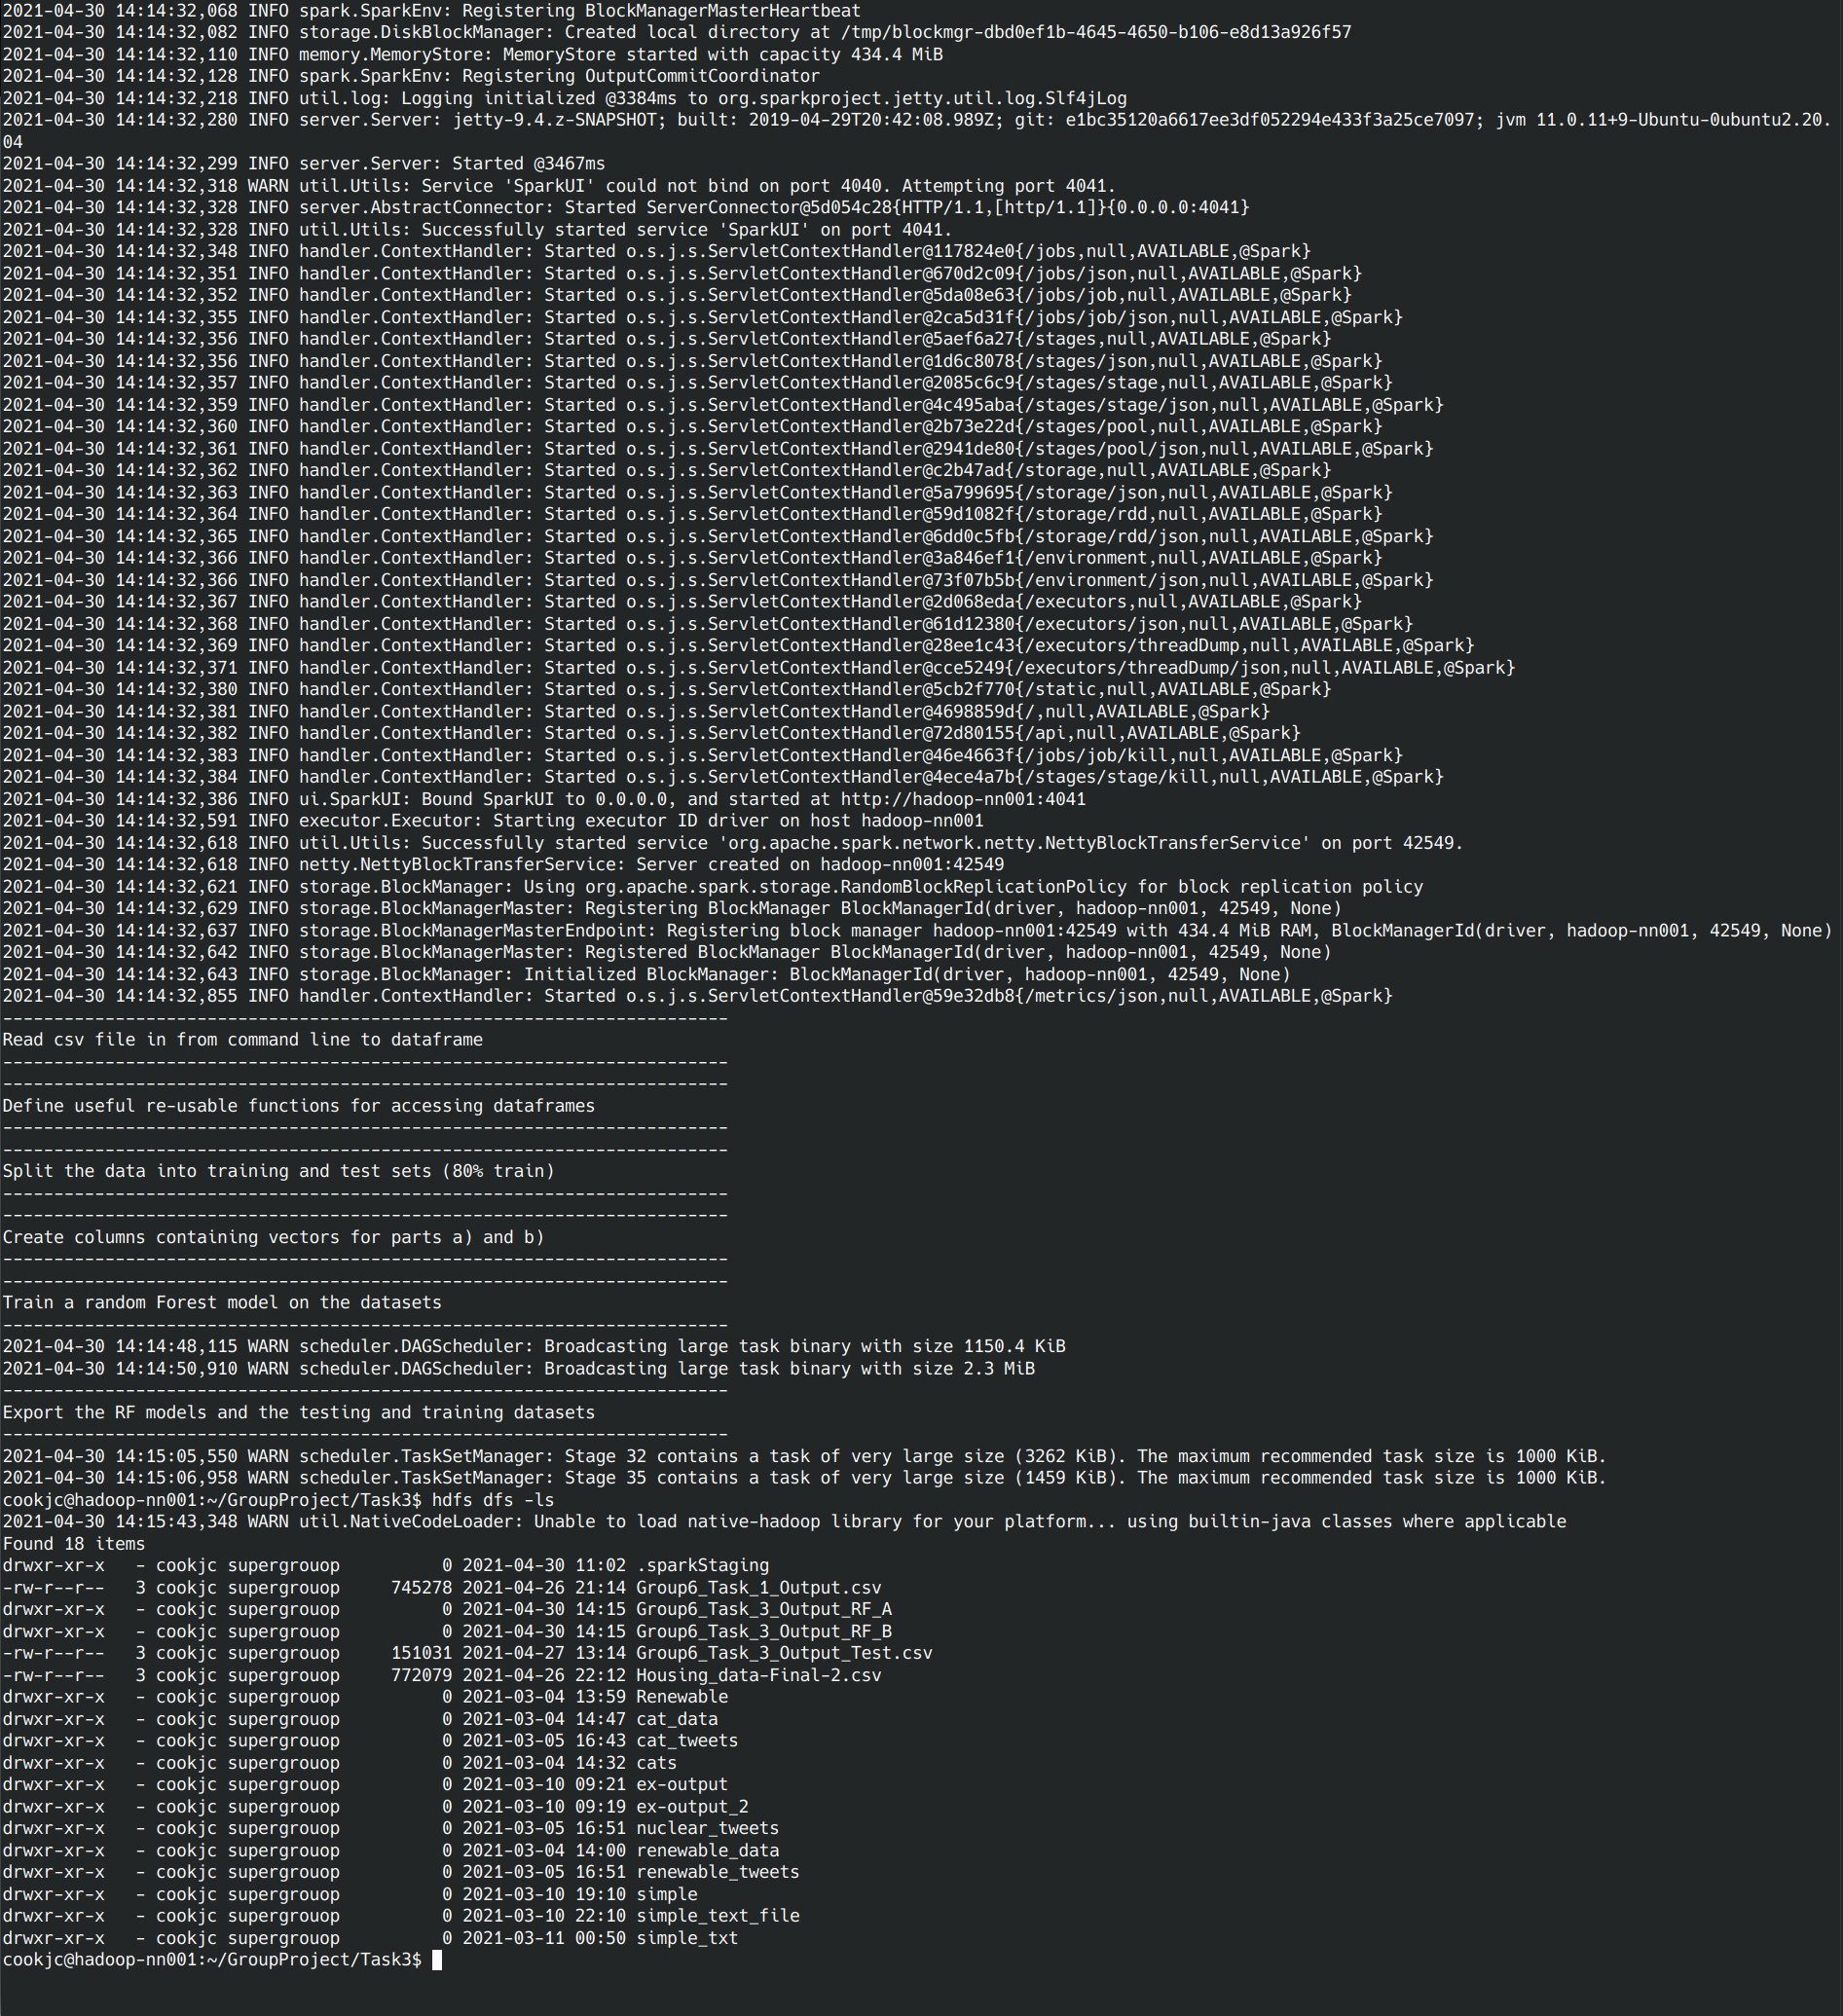 2021-04-30 14:14:32,068 INFO spark.SparkEnv: Registering BlockManagerMasterHeartbeat
2021-04-30 14:14:32,082 INFO storage.DiskBlockManager: Created local directory at /tmp/blockmgr-dbd0ef1b-4645-4650-b106-e8d13a926f57
2021-04-30 14:14:32,110 INFO memory.MemoryStore: MemoryStore started with capacity 434.4 MiB
2021-04-30 14:14:32,128 INFO spark.SparkEnv: Registering OutputCommitCoordinator
2021-04-30 14:14:32,218 INFO util.log: Logging initialized @3384ms to org.sparkproject.jetty.util.log.Slf4jLog
2021-04-30 14:14:32,280 INFO server.Server: jetty-9.4.z-SNAPSHOT; built: 2019-04-29T20:42:08.989Z; git: e1bc35120a6617ee3df052294e433f3a25ce7097; jvm 11.0.11+9-Ubuntu-0ubuntu2.20.
04
2021-04-30 14:14:32,299 INFO server.Server: Started @3467ms
2021-04-30 14:14:32,318 WARN util.Utils: Service 'SparkUI' could not bind on port 4040. Attempting port 4041.
2021-04-30 14:14:32,328 INFO server.AbstractConnector: Started ServerConnector@5d054c28{HTTP/1.1,[http/1.1]}{0.0.0.0:4041}
2021-04-30 14:14:32,328 INFO util.Utils: Successfully started service 'SparkUI' on port 4041.
2021-04-30 14:14:32,348 INFO handler.ContextHandler: Started o.s.j.s.ServletContextHandler@117824e0{/jobs,null,AVAILABLE,@Spark}
2021-04-30 14:14:32,351 INFO handler.ContextHandler: Started o.s.j.s.ServletContextHandler@670d2c09{/jobs/json,null,AVAILABLE,@Spark}
2021-04-30 14:14:32,352 INFO handler.ContextHandler: Started o.s.j.s.ServletContextHandler@5da08e63{/jobs/job,null,AVAILABLE,@Spark}
2021-04-30 14:14:32,355 INFO handler.ContextHandler: Started o.s.j.s.ServletContextHandler@2ca5d31f{/jobs/job/json,null,AVAILABLE,@Spark}
2021-04-30 14:14:32,356 INFO handler.ContextHandler: Started o.s.j.s.ServletContextHandler@5aef6a27{/stages,null,AVAILABLE,@Spark}
2021-04-30 14:14:32,356 INFO handler.ContextHandler: Started o.s.j.s.ServletContextHandler@1d6c8078{/stages/json,null,AVAILABLE,@Spark}
2021-04-30 14:14:32,357 INFO handler.ContextHandler: Started o.s.j.s.ServletContextHandler@2085c6c9{/stages/stage,null,AVAILABLE,@Spark}
2021-04-30 14:14:32,359 INFO handler.ContextHandler: Started o.s.j.s.ServletContextHandler@4c495aba{/stages/stage/json,null,AVAILABLE,@Spark}
2021-04-30 14:14:32,360 INFO handler.ContextHandler: Started o.s.j.s.ServletContextHandler@2b73e22d{/stages/pool,null,AVAILABLE,@Spark}
2021-04-30 14:14:32,361 INFO handler.ContextHandler: Started o.s.j.s.ServletContextHandler@2941de80{/stages/pool/json,null,AVAILABLE,@Spark}
2021-04-30 14:14:32,362 INFO handler.ContextHandler: Started o.s.j.s.ServletContextHandler@c2b47ad{/storage,null,AVAILABLE,@Spark}
2021-04-30 14:14:32,363 INFO handler.ContextHandler: Started o.s.j.s.ServletContextHandler@5a799695{/storage/json,null,AVAILABLE,@Spark}
2021-04-30 14:14:32,364 INFO handler.ContextHandler: Started o.s.j.s.ServletContextHandler@59d1082f{/storage/rdd,null,AVAILABLE,@Spark}
2021-04-30 14:14:32,365 INFO handler.ContextHandler: Started o.s.j.s.ServletContextHandler@6dd0c5fb{/storage/rdd/json,null,AVAILABLE,@Spark}
2021-04-30 14:14:32,366 INFO handler.ContextHandler: Started o.s.j.s.ServletContextHandler@3a846ef1{/environment,null,AVAILABLE,@Spark}
2021-04-30 14:14:32,366 INFO handler.ContextHandler: Started o.s.j.s.ServletContextHandler@73f07b5b{/environment/json,null,AVAILABLE,@Spark}
2021-04-30 14:14:32,367 INFO handler.ContextHandler: Started o.s.j.s.ServletContextHandler@2d068eda{/executors,null,AVAILABLE,@Spark}
2021-04-30 14:14:32,368 INFO handler.ContextHandler: Started o.s.j.s.ServletContextHandler@61d12380{/executors/json,null,AVAILABLE,@Spark}
2021-04-30 14:14:32,369 INFO handler.ContextHandler: Started o.s.j.s.ServletContextHandler@28ee1c43{/executors/threadDump,null,AVAILABLE,@Spark}
2021-04-30 14:14:32,371 INFO handler.ContextHandler: Started o.s.j.s.ServletContextHandler@cce5249{/executors/threadDump/json,null,AVAILABLE,@Spark}
2021-04-30 14:14:32,380 INFO handler.ContextHandler: Started o.s.j.s.ServletContextHandler@5cb2f770{/static,null,AVAILABLE,@Spark}
2021-04-30 14:14:32,381 INFO handler.ContextHandler: Started o.s.j.s.ServletContextHandler@4698859d{/,null,AVAILABLE,@Spark}
2021-04-30 14:14:32,382 INFO handler.ContextHandler: Started o.s.j.s.ServletContextHandler@72d80155{/api,null,AVAILABLE,@Spark}
2021-04-30 14:14:32,383 INFO handler.ContextHandler: Started o.s.j.s.ServletContextHandler@46e4663f{/jobs/job/kill,null,AVAILABLE,@Spark}
2021-04-30 14:14:32,384 INFO handler.ContextHandler: Started o.s.j.s.ServletContextHandler@4ece4a7b{/stages/stage/kill,null,AVAILABLE,@Spark}
2021-04-30 14:14:32,386 INFO ui.SparkUI: Bound SparkUI to 0.0.0.0, and started at http://hadoop-nn001:4041
2021-04-30 14:14:32,591 INFO executor.Executor: Starting executor ID driver on host hadoop-nn001
2021-04-30 14:14:32,618 INFO util.Utils: Successfully started service 'org.apache.spark.network.netty.NettyBlockTransferService' on port 42549.
2021-04-30 14:14:32,618 INFO netty.NettyBlockTransferService: Server created on hadoop-nn001:42549
2021-04-30 14:14:32,621 INFO storage.BlockManager: Using org.apache.spark.storage.RandomBlockReplicationPolicy for block replication policy
2021-04-30 14:14:32,629 INFO storage.BlockManagerMaster: Registering BlockManager BlockManagerId(driver, hadoop-nn001, 42549, None)
2021-04-30 14:14:32,637 INFO storage.BlockManagerMasterEndpoint: Registering block manager hadoop-nn001:42549 with 434.4 MiB RAM, BlockManagerId(driver, hadoop-nn001, 42549, None)
2021-04-30 14:14:32,642 INFO storage.BlockManagerMaster: Registered BlockManager BlockManagerId(driver, hadoop-nn001, 42549, None)
2021-04-30 14:14:32,643 INFO storage.BlockManager: Initialized BlockManager: BlockManagerId(driver, hadoop-nn001, 42549, None)
2021-04-30 14:14:32,855 INFO handler.ContextHandler: Started o.s.j.s.ServletContextHandler@59e32db8{/metrics/json,null,AVAILABLE,@Spark}
-----------------------------------------------------------------------
Read csv file in from command line to dataframe
-----------------------------------------------------------------------
-----------------------------------------------------------------------
Define useful re-usable functions for accessing dataframes
-----------------------------------------------------------------------
-----------------------------------------------------------------------
Split the data into training and test sets (80% train)
-----------------------------------------------------------------------
-----------------------------------------------------------------------
Create columns containing vectors for parts a) and b)
-----------------------------------------------------------------------
-----------------------------------------------------------------------
Train a random Forest model on the datasets
-----------------------------------------------------------------------
2021-04-30 14:14:48,115 WARN scheduler.DAGScheduler: Broadcasting large task binary with size 1150.4 KiB
2021-04-30 14:14:50,910 WARN scheduler.DAGScheduler: Broadcasting large task binary with size 2.3 MiB
-----------------------------------------------------------------------
Export the RF models and the testing and training datasets
-----------------------------------------------------------------------
2021-04-30 14:15:05,550 WARN scheduler.TaskSetManager: Stage 32 contains a task of very large size (3262 KiB). The maximum recommended task size is 1000 KiB.
2021-04-30 14:15:06,958 WARN scheduler.TaskSetManager: Stage 35 contains a task of very large size (1459 KiB). The maximum recommended task size is 1000 KiB.
cookjc@hadoop-nn001:~/GroupProject/Task3$ hdfs dfs -ls
2021-04-30 14:15:43,348 WARN util.NativeCodeLoader: Unable to load native-hadoop library for your platform... using builtin-java classes where applicable
Found 18 items
drwxr-xr-x   - cookjc supergrouop          0 2021-04-30 11:02 .sparkStaging
-rw-r--r--   3 cookjc supergrouop     745278 2021-04-26 21:14 Group6_Task_1_Output.csv
drwxr-xr-x   - cookjc supergrouop          0 2021-04-30 14:15 Group6_Task_3_Output_RF_A
drwxr-xr-x   - cookjc supergrouop          0 2021-04-30 14:15 Group6_Task_3_Output_RF_B
-rw-r--r--   3 cookjc supergrouop     151031 2021-04-27 13:14 Group6_Task_3_Output_Test.csv
-rw-r--r--   3 cookjc supergrouop     772079 2021-04-26 22:12 Housing_data-Final-2.csv
drwxr-xr-x   - cookjc supergrouop          0 2021-03-04 13:59 Renewable
drwxr-xr-x   - cookjc supergrouop          0 2021-03-04 14:47 cat_data
drwxr-xr-x   - cookjc supergrouop          0 2021-03-05 16:43 cat_tweets
drwxr-xr-x   - cookjc supergrouop          0 2021-03-04 14:32 cats
drwxr-xr-x   - cookjc supergrouop          0 2021-03-10 09:21 ex-output
drwxr-xr-x   - cookjc supergrouop          0 2021-03-10 09:19 ex-output_2
drwxr-xr-x   - cookjc supergrouop          0 2021-03-05 16:51 nuclear_tweets
drwxr-xr-x   - cookjc supergrouop          0 2021-03-04 14:00 renewable_data
drwxr-xr-x   - cookjc supergrouop          0 2021-03-05 16:51 renewable_tweets
drwxr-xr-x   - cookjc supergrouop          0 2021-03-10 19:10 simple
drwxr-xr-x   - cookjc supergrouop          0 2021-03-10 22:10 simple_text_file
drwxr-xr-x   - cookjc supergrouop          0 2021-03-11 00:50 simple_txt
cookjc@hadoop-nn001:~/GroupProject/Task3$